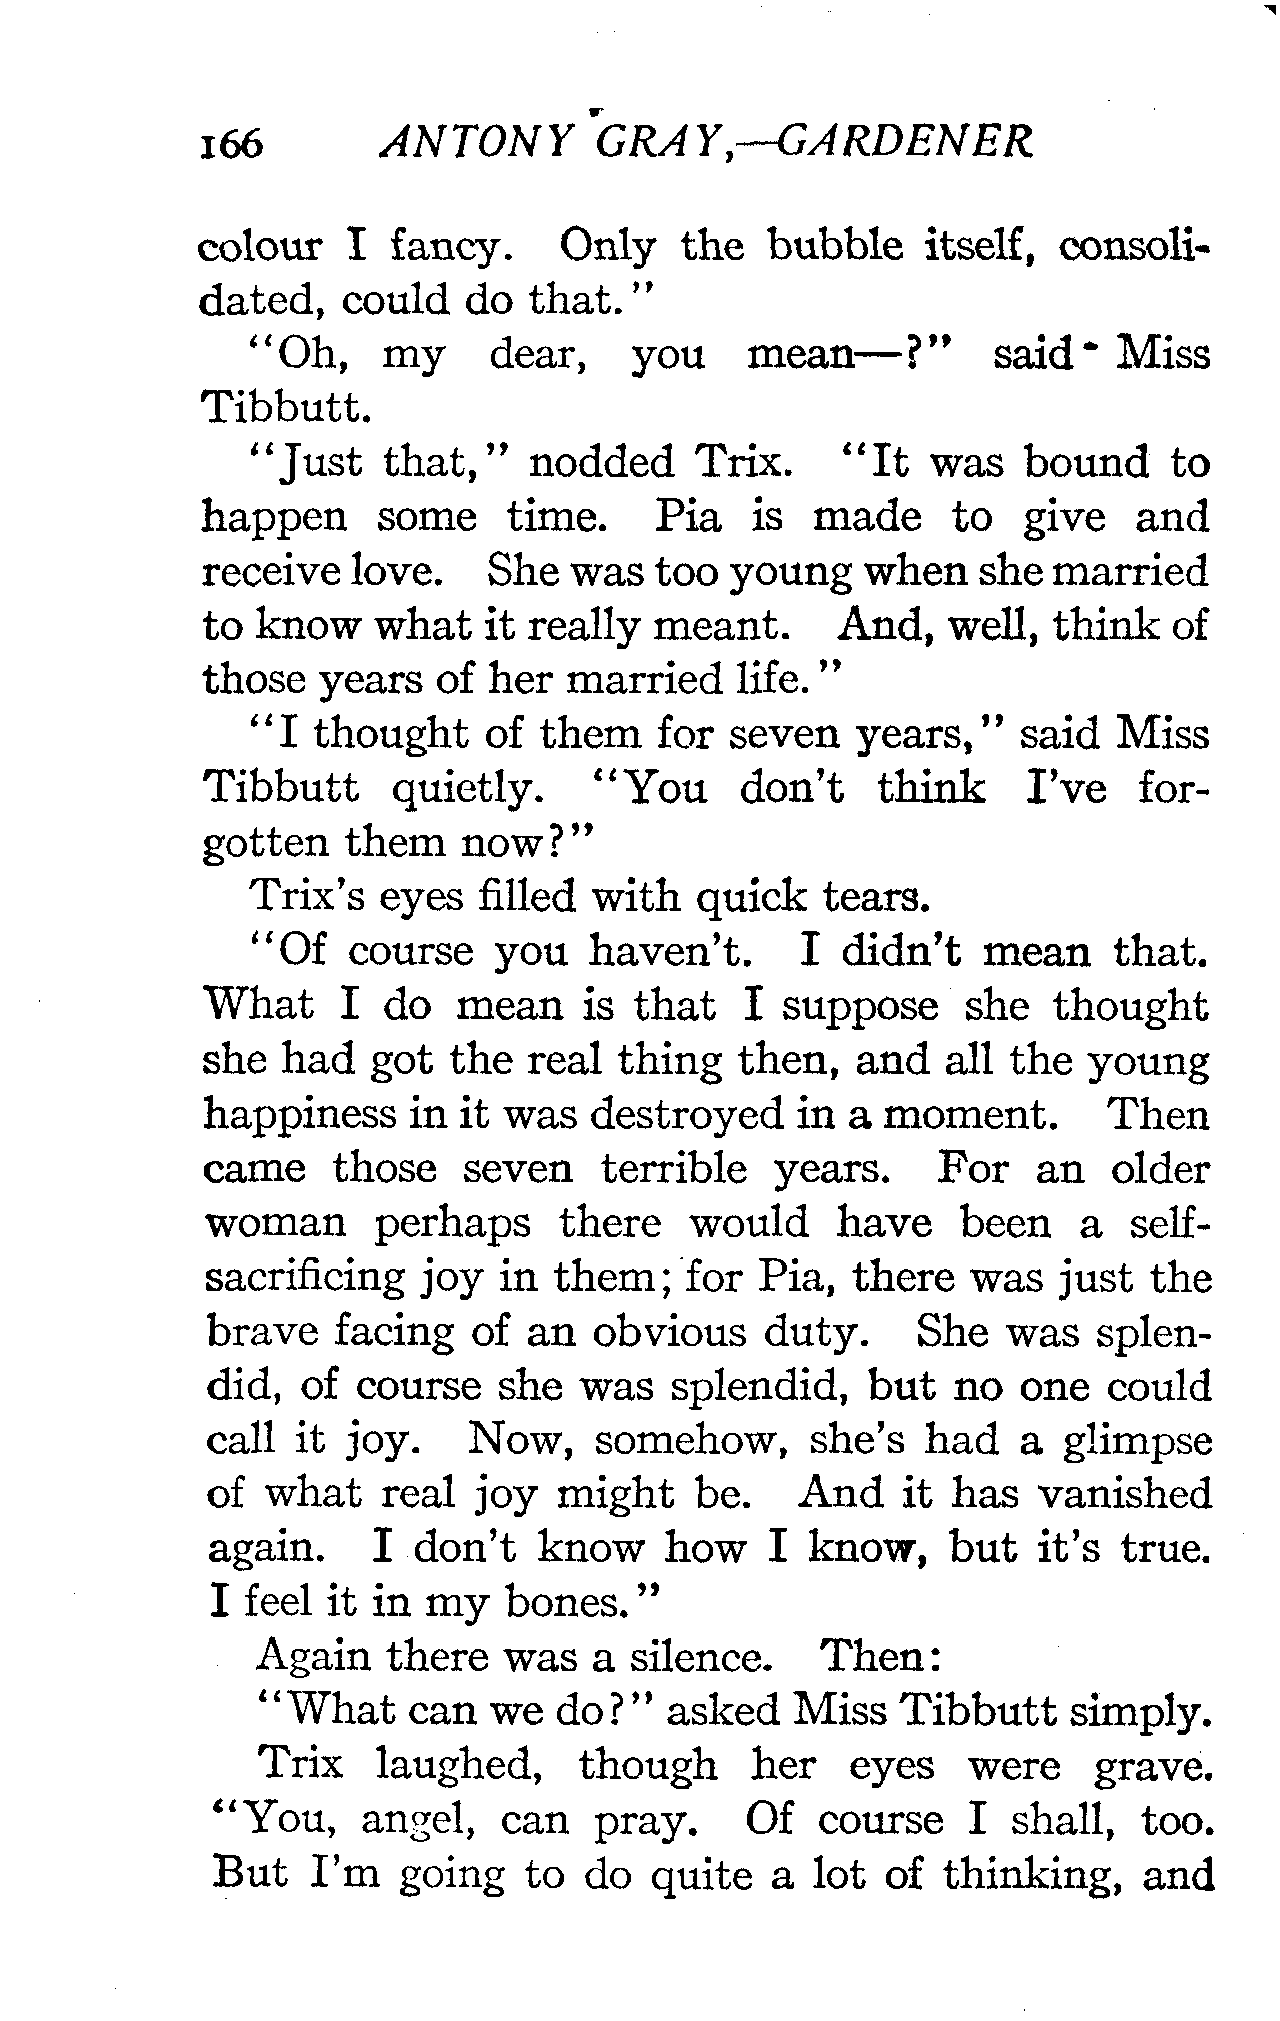 166 ANTONY GRAY,—GARDENER
colour I fancy. Only the bubble itself, consoli-
dated, could do that."
"Oh, my dear, you mean—?" said Miss
Tibbutt.
"Just that," nodded Trix. "It was bound to
happen some time. Pia is made to give and
receive love. She was too young when she married
to know what it really meant. And, well, think of
those years of her married life."
"I thought of them for seven years," said Miss
Tibbutt quietly. "You don't think I've for-
gotten them now?"
Trix's eyes filled with quick tears.
"Of course you haven't. I didn't mean that.
What I do mean is that I suppose she thought
she had got the real thing then, and all the young
happiness in it was destroyed in a moment. Then
came those seven terrible years. For an older
woman perhaps there would have been a self-
sacrificing joy in them; for Pia, there was just the
brave facing of an obvious duty. She was splen-
did, of course she was splendid, but no one could
call it joy. Now, somehow, she's had a glimpse
of what real joy might be. And it has vanished
again. I don't know how I know, but it's true.
I feel it in my bones."
Again there was a silence. Then:
"What can we do?" asked Miss Tibbutt simply.
Trix laughed, though her eyes were grave.
"You, angel, can pray. Of course I shall, too.
But I'm going to do quite a lot of thinking, and